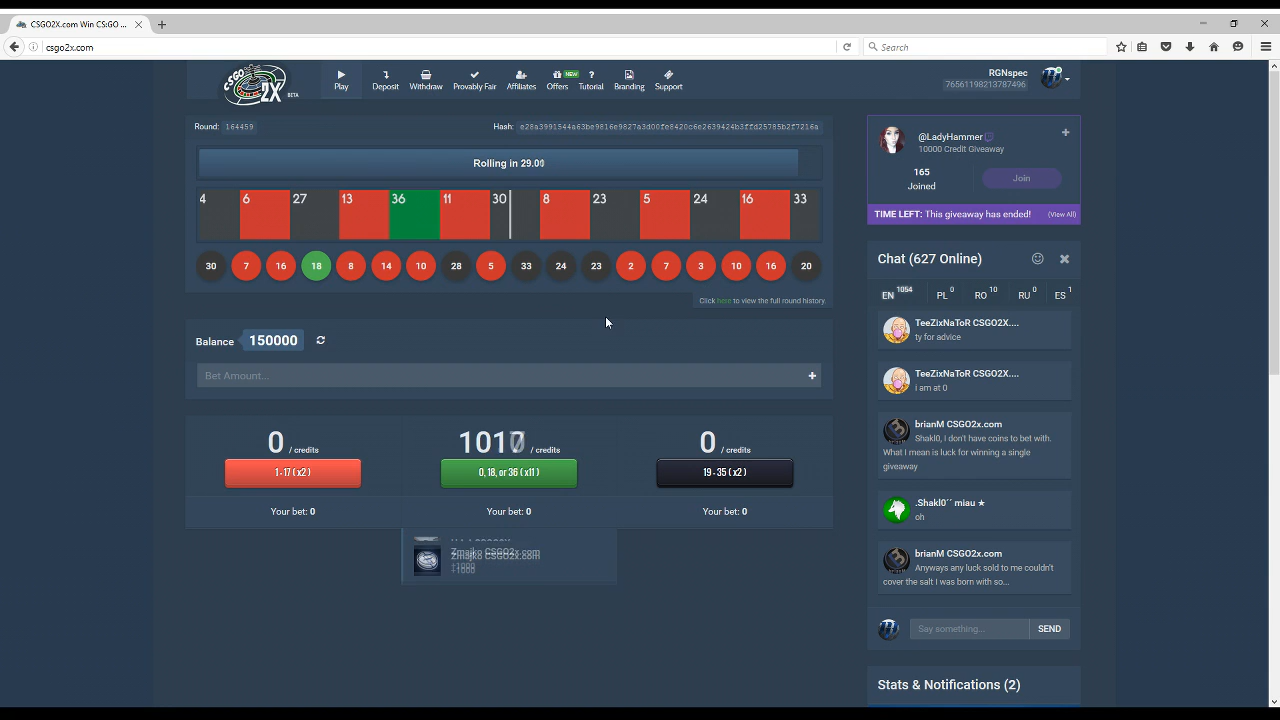 CSGO2X.com Win CS:GO ...
csgo2x.com
Search
CSGO
2X
BETA
Play
Deposit
Withdraw
Provably Fair
Affiliates
Offers
NEW
Tutorial
Branding
Support
RGNspec
76561198213787496
Round: 164459
Hash: e28a3991544a63be9816e9827a3d00fe8420c6e2639424b3ffd25785b2f7216a
Rolling in 29.0
4 6 27 13 36 11 30 8 23 5 24 16 33
30 7 16 18 8 14 10 28 5 33 24 23 2 7 3 10 16 20
Click here to view the full round history.
Balance 150000
Bet Amount...
0 / credits
1-17 ( x2 )
Your bet: 0
/ credits
0, 18, or 36 ( x11 )
Your bet: 0
0 / credits
19 - 35 ( x2 )
Your bet: 0
Zmajko CSGO2x.com
@LadyHammer
10000 Credit Giveaway
165
Joined
Join
TIME LEFT: This giveaway has ended! (View All)
Chat (627 Online)
EN 1054 PL 0 RO 10 RU 0 ES 1
TeeZixNaToR CSGO2X....
ty for advice
TeeZixNaToR CSGO2X....
i am at 0
brianM CSGO2x.com
Shakl0, I don't have coins to bet with.
What I mean is luck for winning a single
giveaway
.Shakl0´´ miau ★
oh
brianM CSGO2x.com
Anyways any luck sold to me couldn't
cover the salt I was born with so...
Say something...
SEND
Stats & Notifications (2)